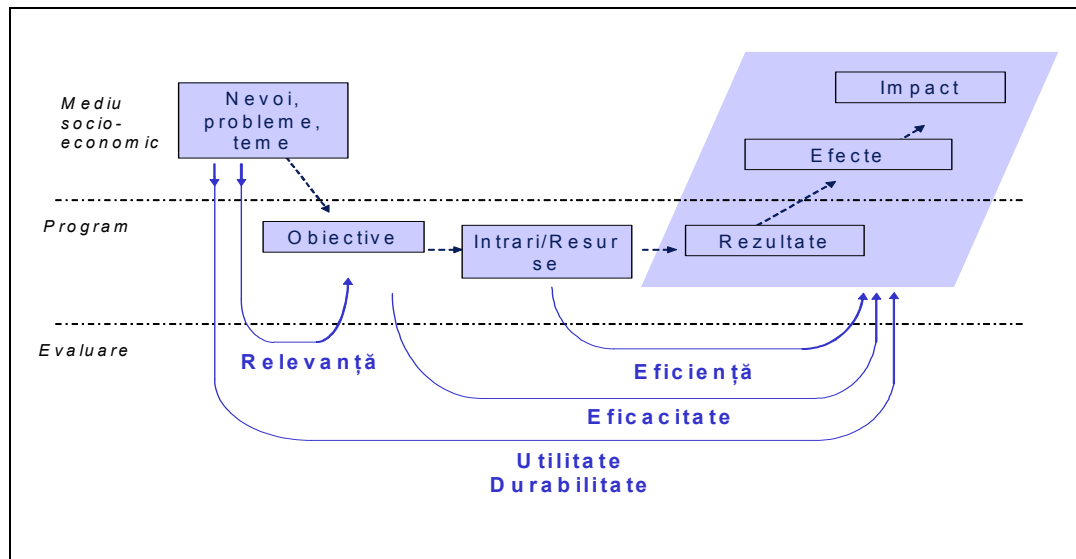 Mediu
socio-
economic
Nevoi,
probleme,
teme
Impact
Efecte
Program
Obiective
Intrari/Resur
se
Rezultate
Evaluare
Relevanță
Eficiență
Eficacitate
Utilitate
Durabilitate